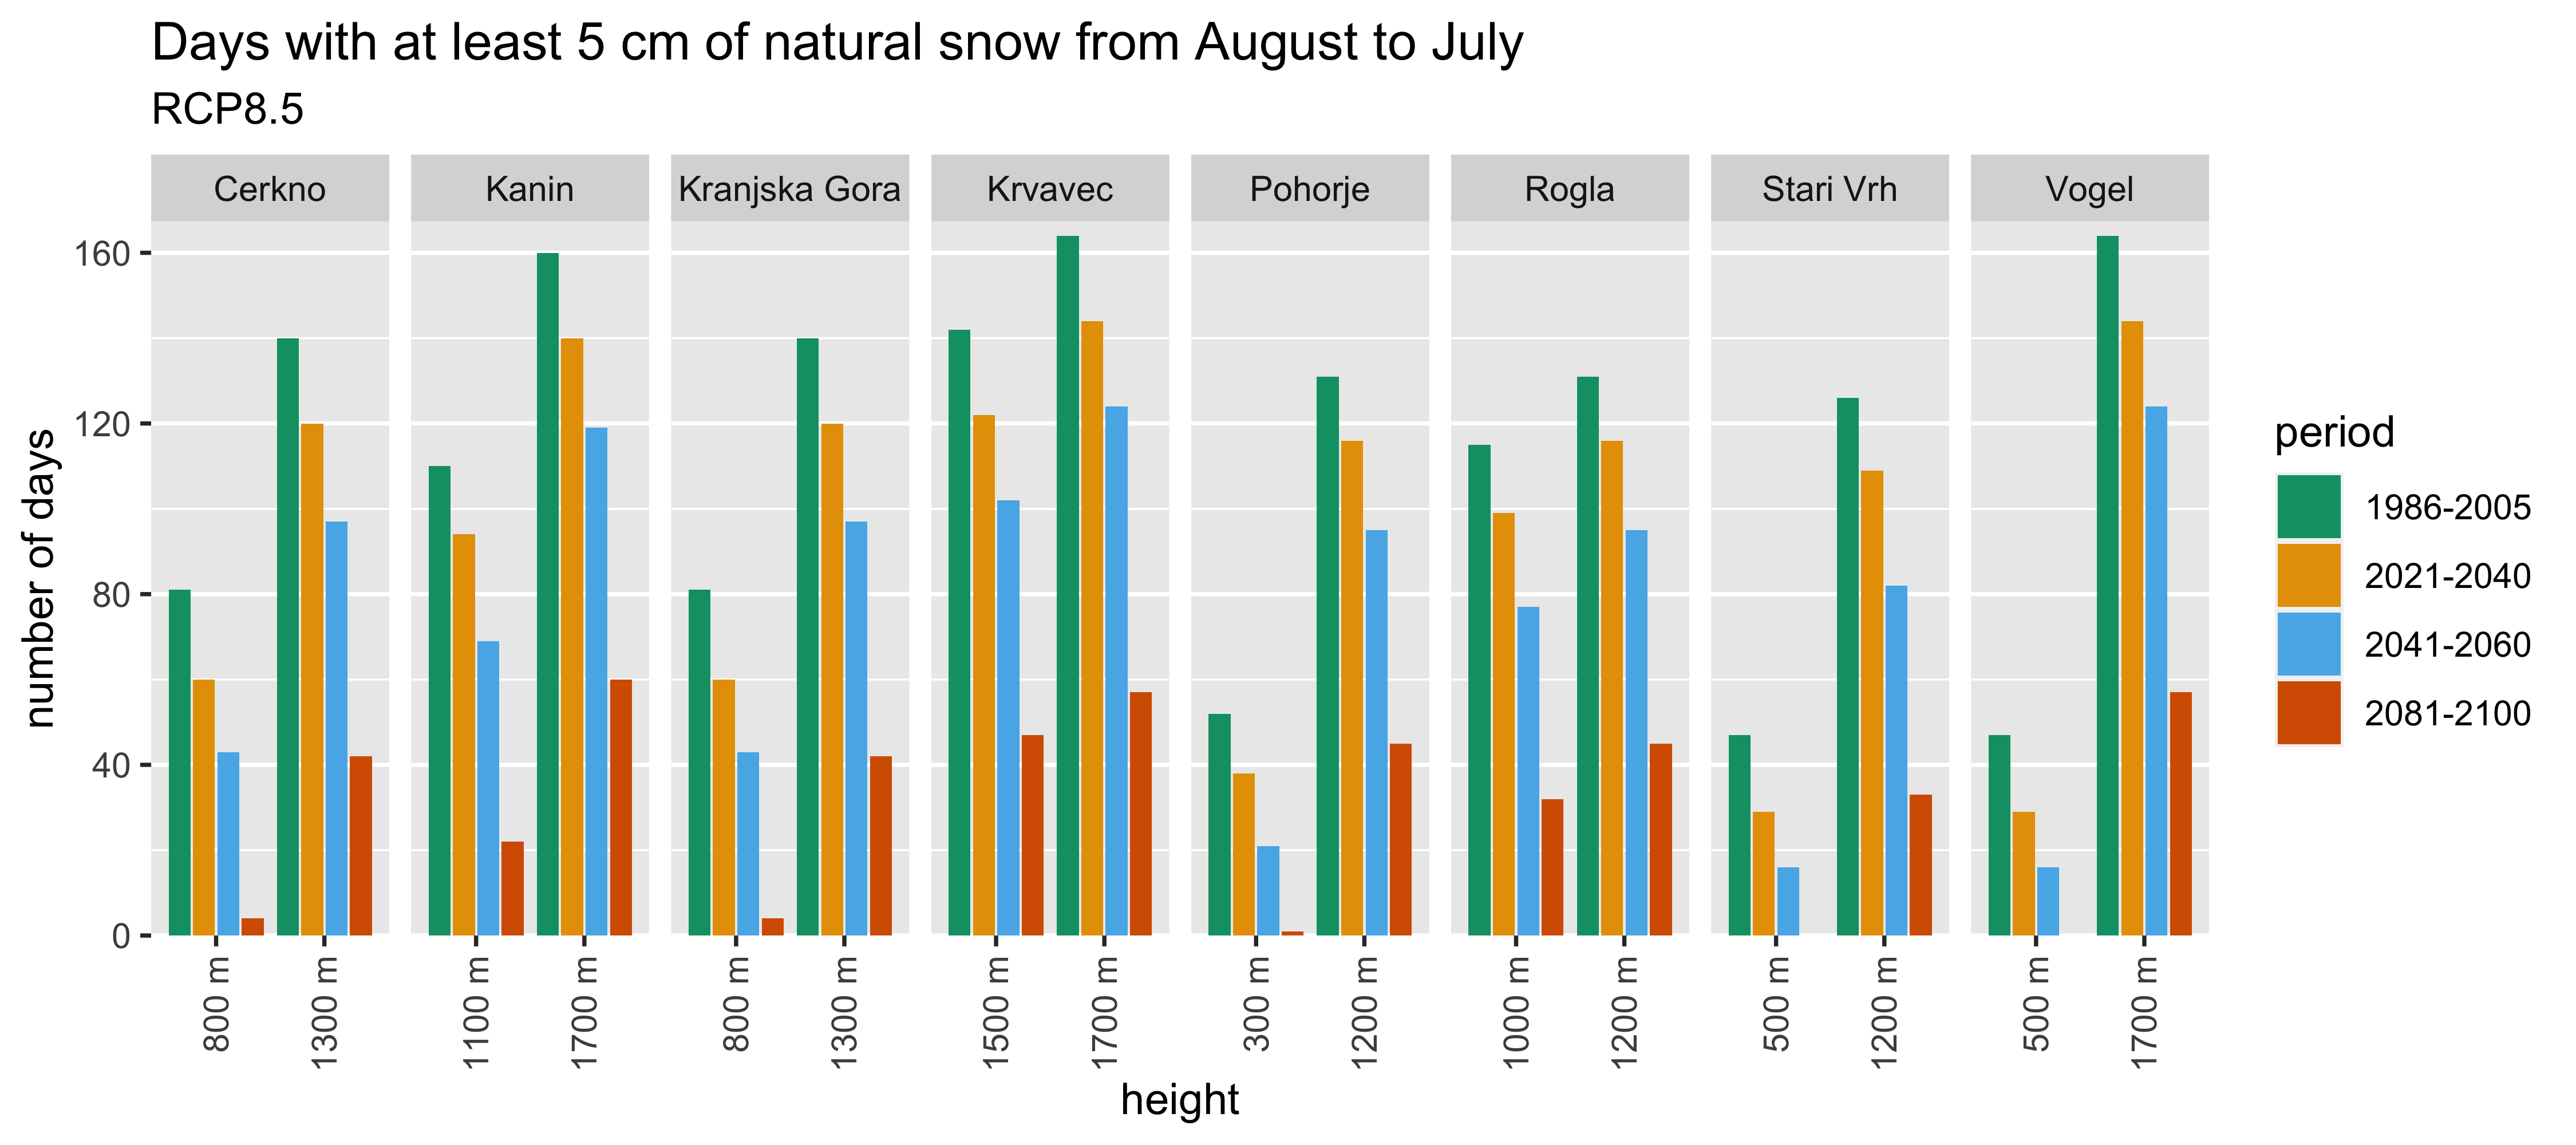 Days with at least 5 cm of natural snow from August to July
RCP8.5
Cerkno
Kanin
Kranjska Gora
Krvavec
Pohorje
Rogla
Stari Vrh
Vogel
number of days
160
120
80
40
0
800 m
1300 m
1100 m
1700 m
800 m
1300 m
1500 m
1700 m
300 m
1200 m
1000 m
1200 m
500 m
1200 m
500 m
1700 m
height
period
1986-2005
2021-2040
2041-2060
2081-2100